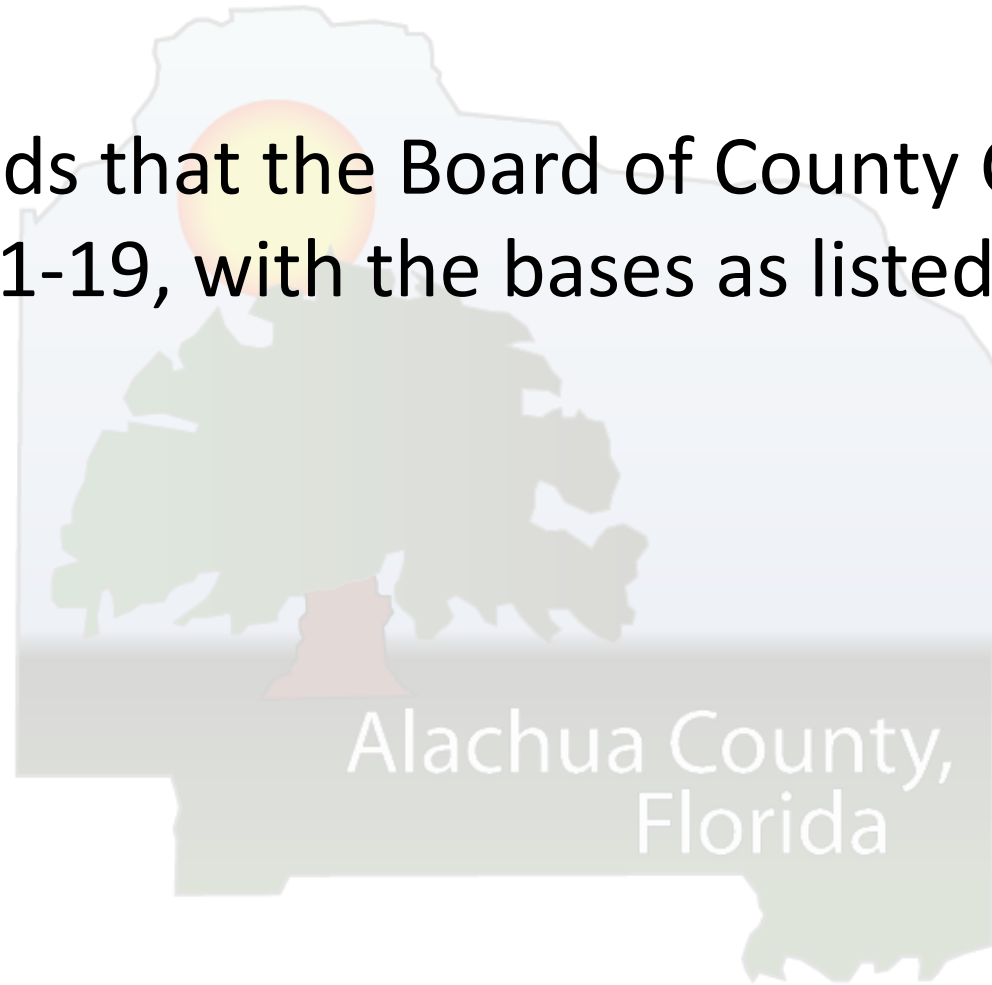 ds that the Board of County C
1-19, with the bases as listed
Alachua County,
Florida